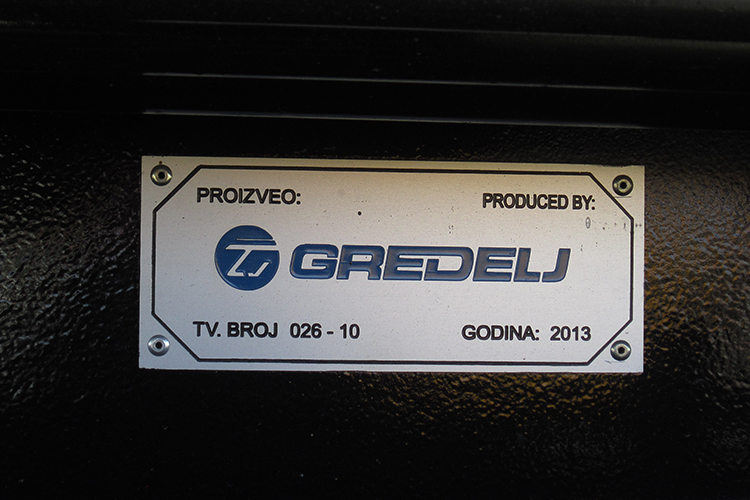 PROIZVEO: PRODUCED BY:
GREDELJ
TV. BROJ 026 - 10 GODINA: 2013